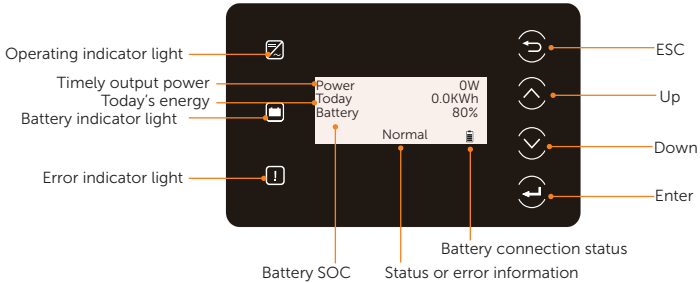 Operating indicator light
Timely output power
Today's energy
Battery indicator light
Error indicator light
Power 0W
Today 0.0KWh
Battery 80%
Normal
!
ESC
Up
Down
Enter
Battery connection status
Battery SOC
Status or error information